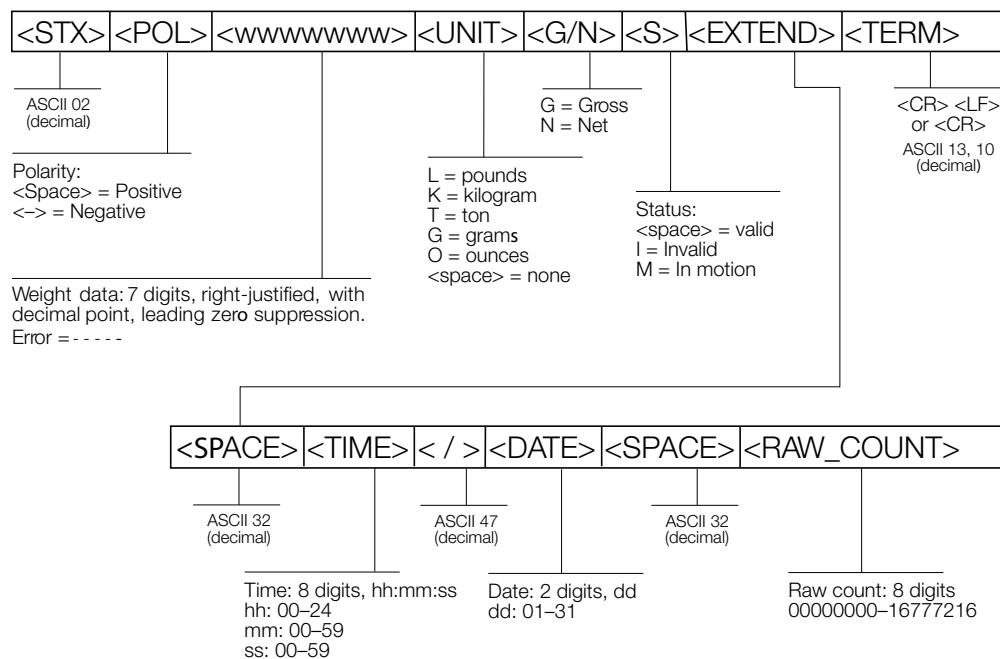 <STX> <POL> <wwwwwww> <UNIT> <G/N> <S> <EXTEND> <TERM>
ASCII 02
(decimal)
G = Gross
N = Net
<CR> <LF>
or <CR>
ASCII 13, 10
(decimal)
Polarity:
<Space> = Positive
<–> = Negative
L = pounds
K = kilogram
T = ton
G = grams
O = ounces
<space> = none
Status:
<space> = valid
I = Invalid
M = In motion
Weight data: 7 digits, right-justified, with
decimal point, leading zero suppression.
Error = - - - - -
<SPACE> <TIME> < / > <DATE> <SPACE> <RAW_COUNT>
ASCII 32
(decimal)
ASCII 47
(decimal)
ASCII 32
(decimal)
Time: 8 digits, hh:mm:ss
hh: 00–24
mm: 00–59
ss: 00–59
Date: 2 digits, dd
dd: 01–31
Raw count: 8 digits
00000000–16777216